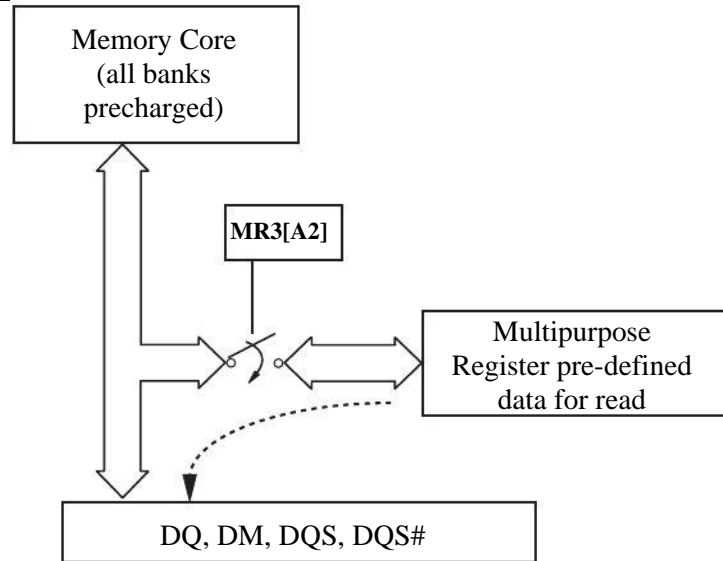 Memory Core
(all banks
precharged)
MR3[A2]
Multipurpose
Register pre-defined
data for read
DQ, DM, DQS, DQS#